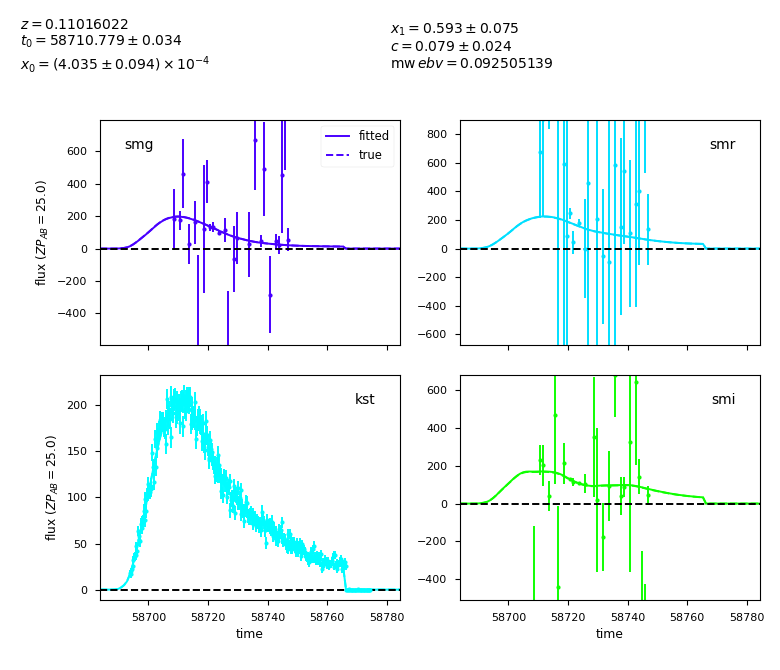 z = 0.11016022
t₀ = 58710.779 ± 0.034
x₀ = (4.035 ± 0.094) × 10⁻⁴
x₁ = 0.593 ± 0.075
c = 0.079 ± 0.024
mw ebv = 0.092505139
smg
fitted
true
600
400
200
0
−200
−400
flux (ZP_AB = 25.0)
smr
800
600
400
200
0
−200
−400
−600
kst
200
150
100
50
0
flux (ZP_AB = 25.0)
58700 58720 58740 58760 58780
time
smi
600
400
200
0
−200
−400
58700 58720 58740 58760 58780
time